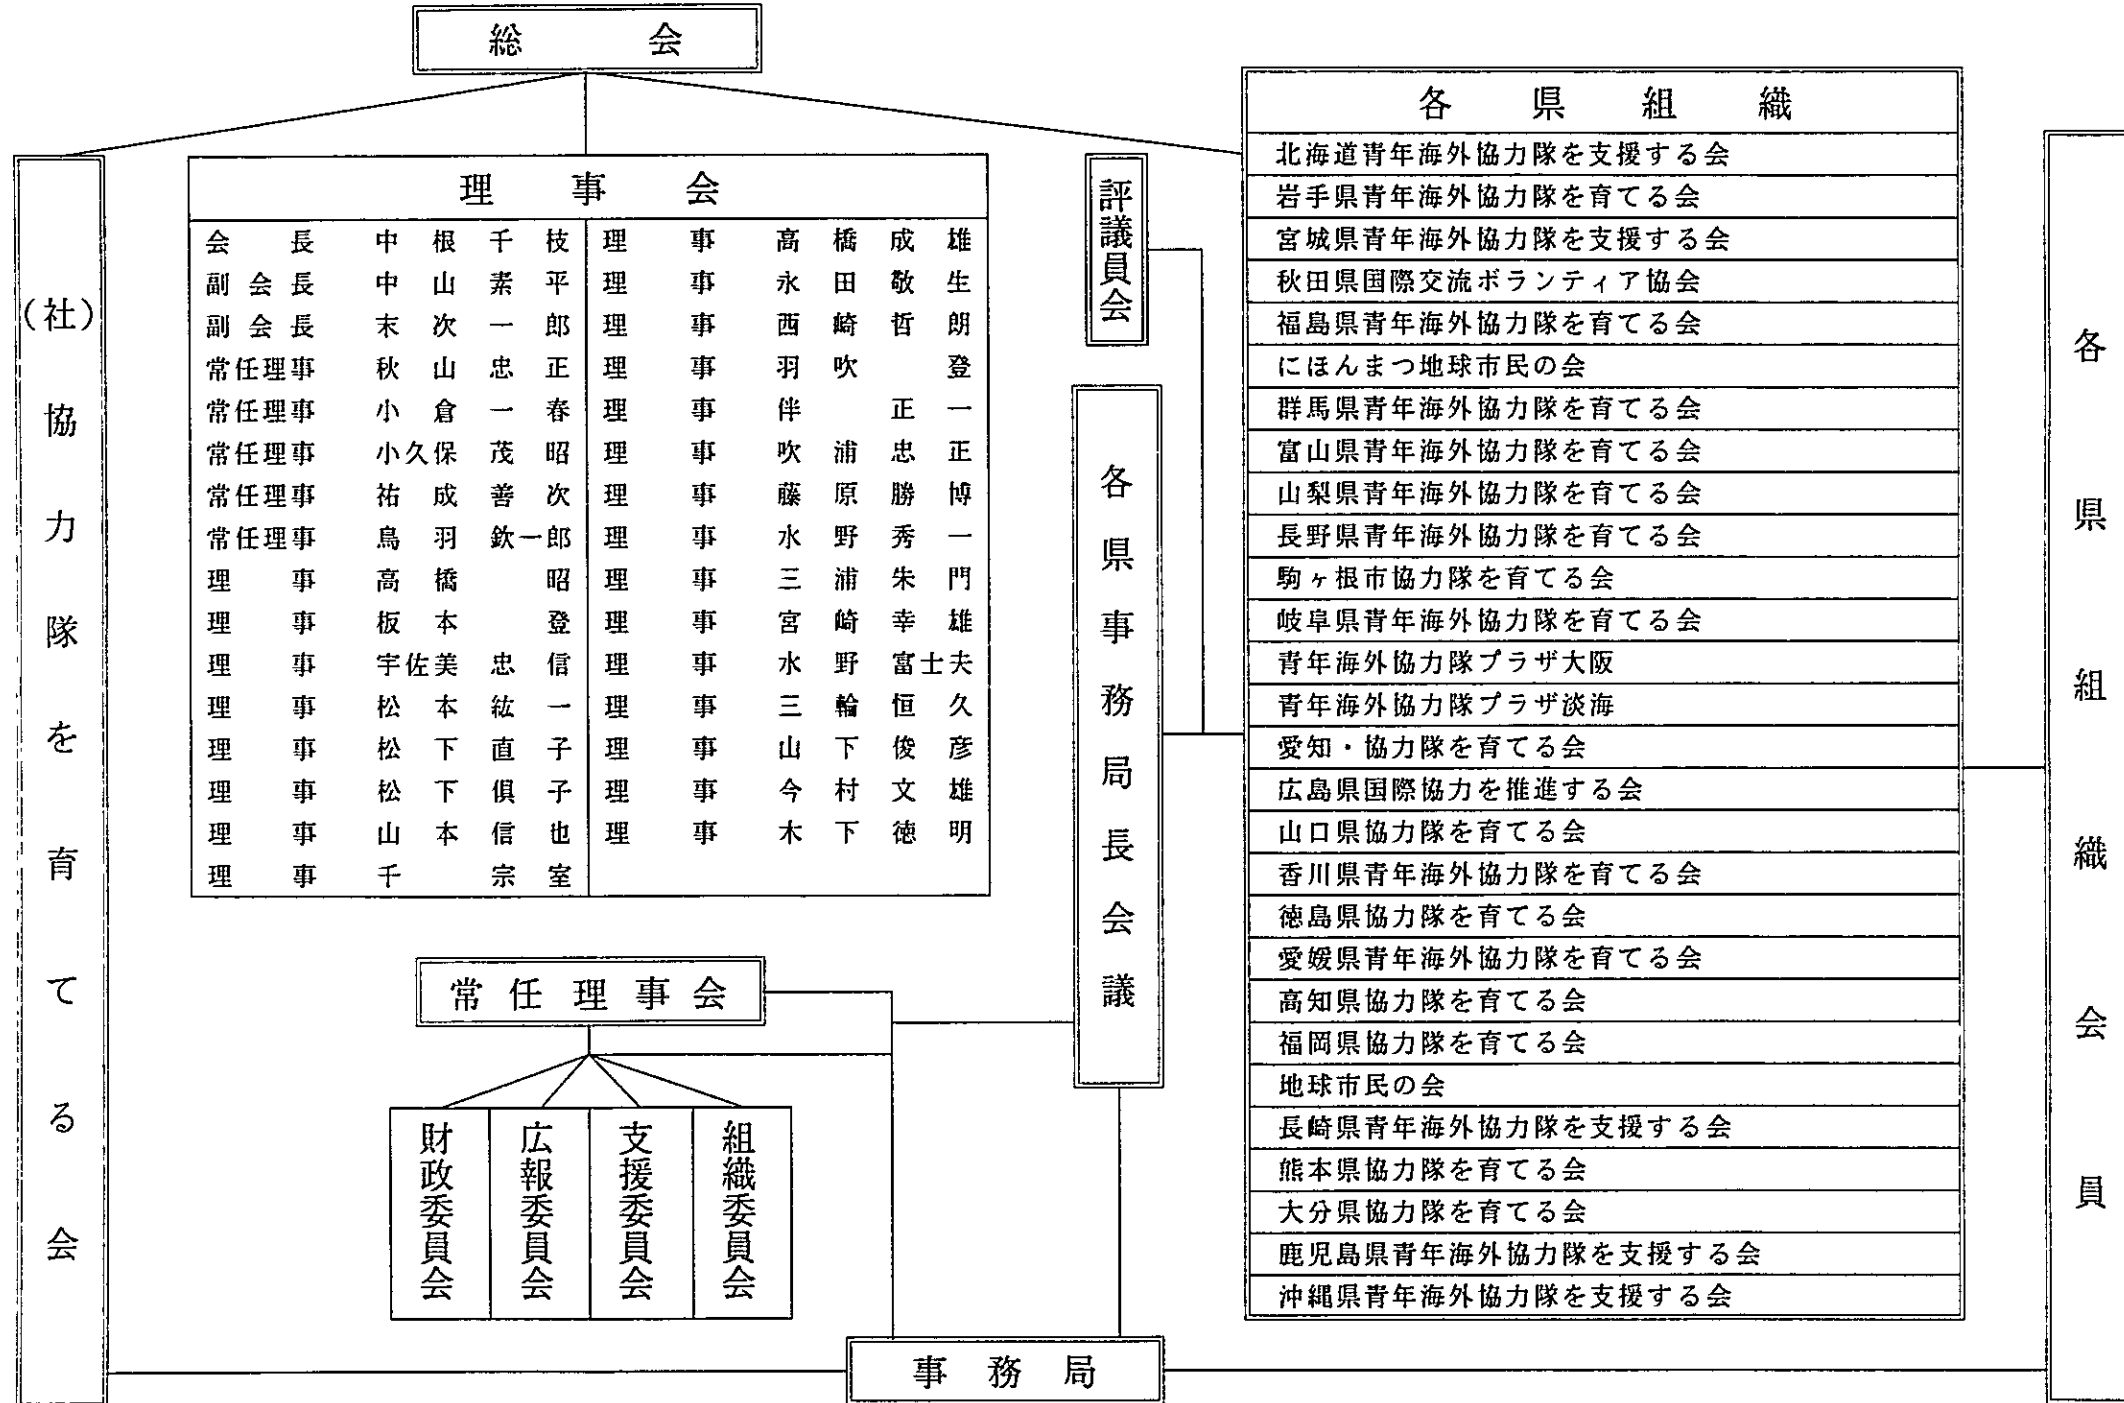 総会
(社)協力隊を育てる会
理事会
会長 中根千枝
副会長 中山素平
副会長 末次一郎
常任理事 秋山忠正
常任理事 小倉一春
常任理事 小久保茂昭
常任理事 祐成善次
常任理事 鳥羽欽一郎
理事 高橋昭
理事 板本登
理事 宇佐美忠信
理事 松本紘一
理事 松下直子
理事 松下倶子
理事 山本信也
理事 千宗室
理事 高橋成雄
理事 永田敬生
理事 西崎哲朗
理事 羽吹登
理事 伴正一
理事 吹浦忠正
理事 藤原勝博
理事 水野秀一
理事 三浦朱門
理事 宮崎幸雄
理事 水野富士夫
理事 三輪恒久
理事 山下俊彦
理事 今村文雄
理事 木下徳明
常任理事会
財政委員会
広報委員会
支援委員会
組織委員会
評議員会
各県事務局長会議
事務局
各県組織
北海道青年海外協力隊を支援する会
岩手県青年海外協力隊を育てる会
宮城県青年海外協力隊を支援する会
秋田県国際交流ボランティア協会
福島県青年海外協力隊を育てる会
にほんまつ地球市民の会
群馬県青年海外協力隊を育てる会
富山県青年海外協力隊を育てる会
山梨県青年海外協力隊を育てる会
長野県青年海外協力隊を育てる会
駒ヶ根市協力隊を育てる会
岐阜県青年海外協力隊を育てる会
青年海外協力隊プラザ大阪
青年海外協力隊プラザ淡海
愛知・協力隊を育てる会
広島県国際協力を推進する会
山口県協力隊を育てる会
香川県青年海外協力隊を育てる会
徳島県協力隊を育てる会
愛媛県青年海外協力隊を育てる会
高知県協力隊を育てる会
福岡県協力隊を育てる会
地球市民の会
長崎県青年海外協力隊を支援する会
熊本県協力隊を育てる会
大分県協力隊を育てる会
鹿児島県青年海外協力隊を支援する会
沖縄県青年海外協力隊を支援する会
各県組織会員